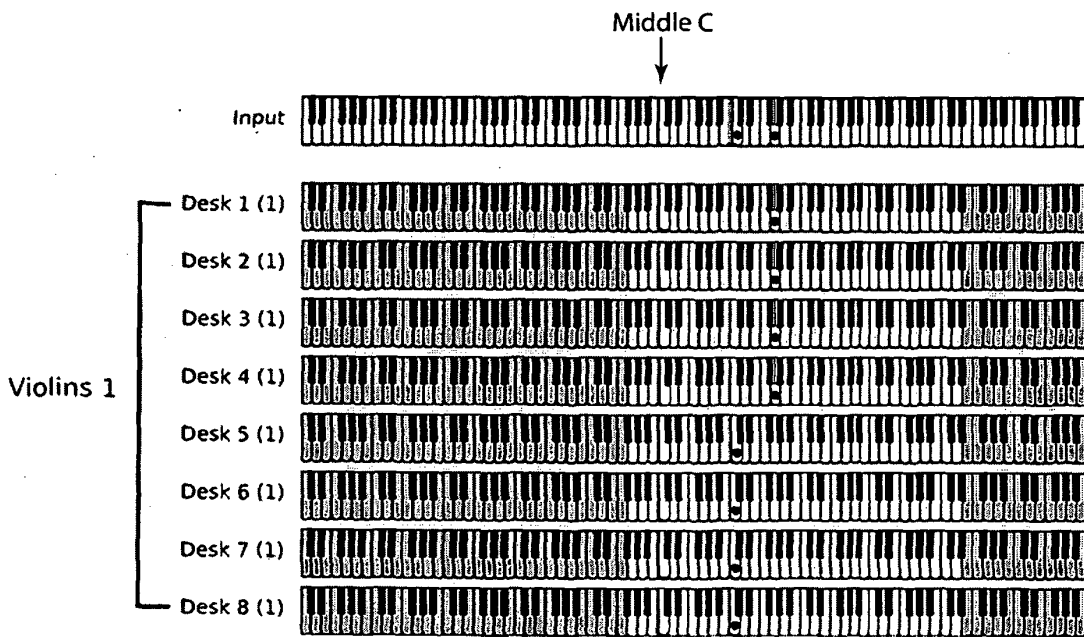 Middle C
Input
Desk 1 (1)
Desk 2 (1)
Desk 3 (1)
Desk 4 (1)
Violins 1
Desk 5 (1)
Desk 6 (1)
Desk 7 (1)
Desk 8 (1)